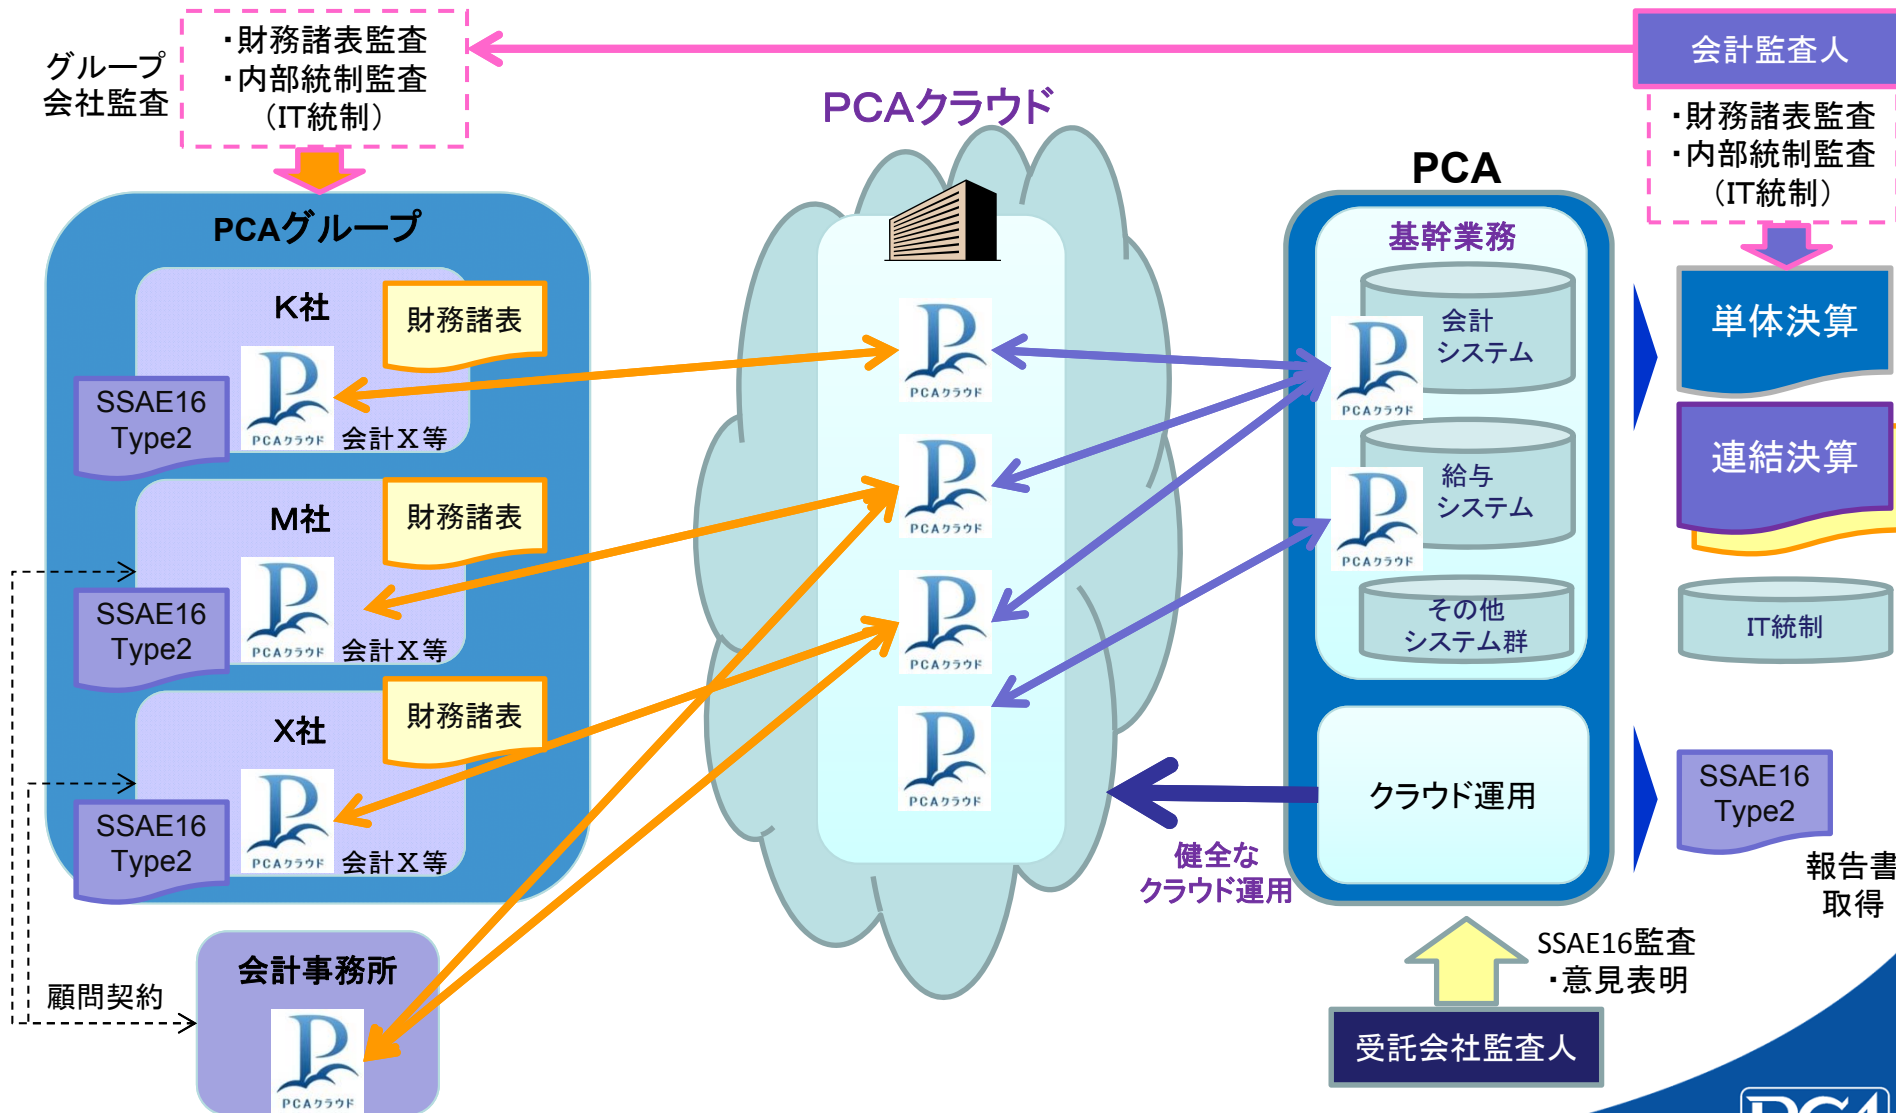 グループ
会社監査
・財務諸表監査
・内部統制監査
（IT統制）
会計監査人
・財務諸表監査
・内部統制監査
（IT統制）
PCAクラウド
PCA
PCAグループ
K社
財務諸表
SSAE16
Type2
PCAクラウド
会計X等
M社
財務諸表
SSAE16
Type2
PCAクラウド
会計X等
X社
財務諸表
SSAE16
Type2
PCAクラウド
会計X等
会計事務所
顧問契約
PCAクラウド
PCAクラウド
PCAクラウド
PCAクラウド
PCAクラウド
基幹業務
会計
システム
PCAクラウド
給与
システム
PCAクラウド
その他
システム群
クラウド運用
健全な
クラウド運用
単体決算
連結決算
IT統制
SSAE16
Type2
報告書
取得
SSAE16監査
・意見表明
受託会社監査人
PCA